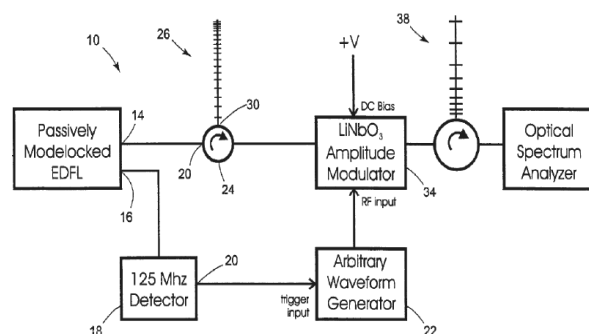 10
26
38
+V
14
30
DC Bias
Passively
Modelocked
EDFL
20
24
LiNbO3
Amplitude
Modulator
34
Optical
Spectrum
Analyzer
16
RF input
125 Mhz
Detector
20
trigger
input
Arbitrary
Waveform
Generator
18
22